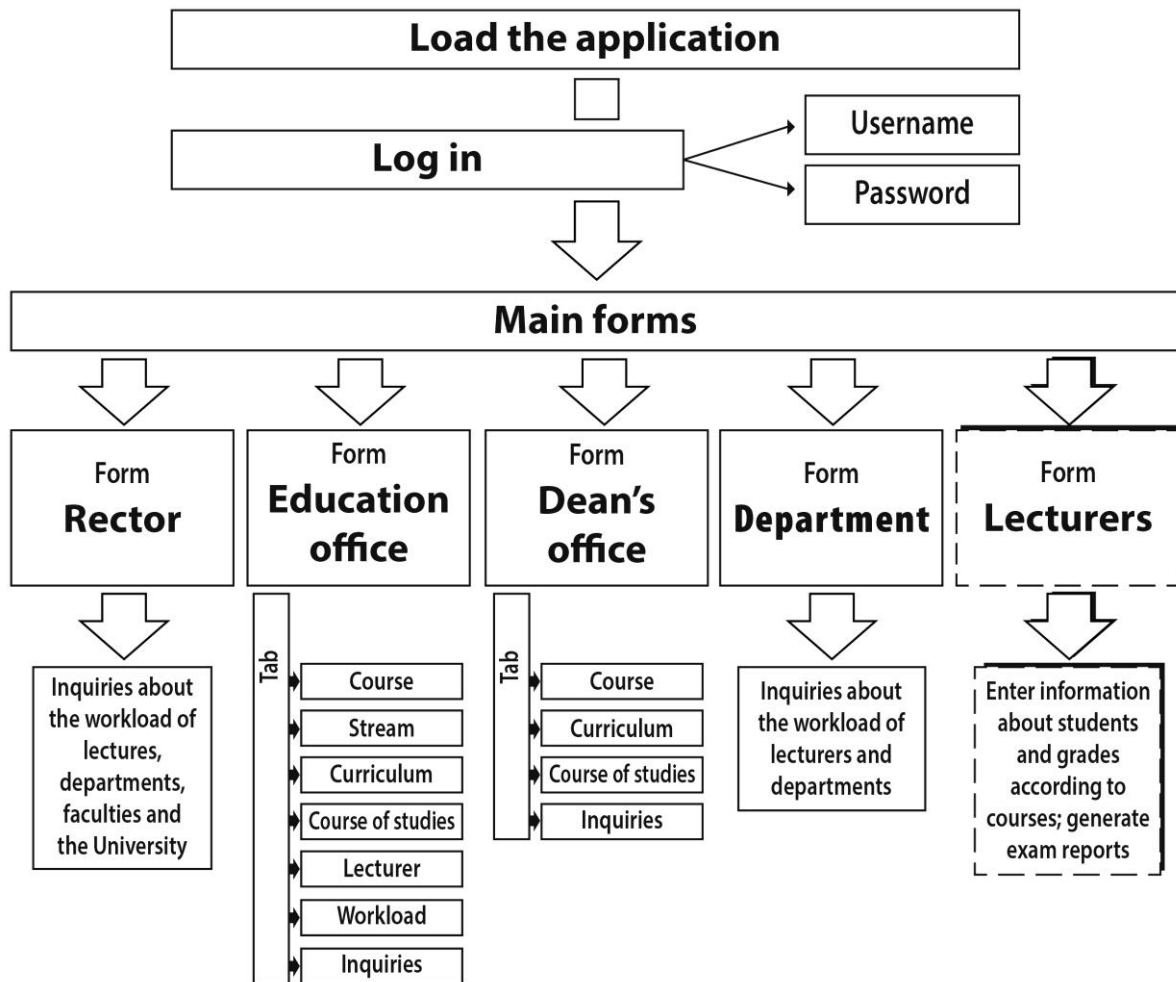 Load the application
Log in
Username
Password
Main forms
Form
Rector
Inquiries about
the workload of
lectures,
departments,
faculties and
the University
Form
Education
office
Tab
Course
Stream
Curriculum
Course of studies
Lecturer
Workload
Inquiries
Form
Dean's
office
Tab
Course
Curriculum
Course of studies
Inquiries
Form
Department
Inquiries about
the workload of
lecturers and
departments
Form
Lecturers
Enter information
about students
and grades
according to
courses; generate
exam reports